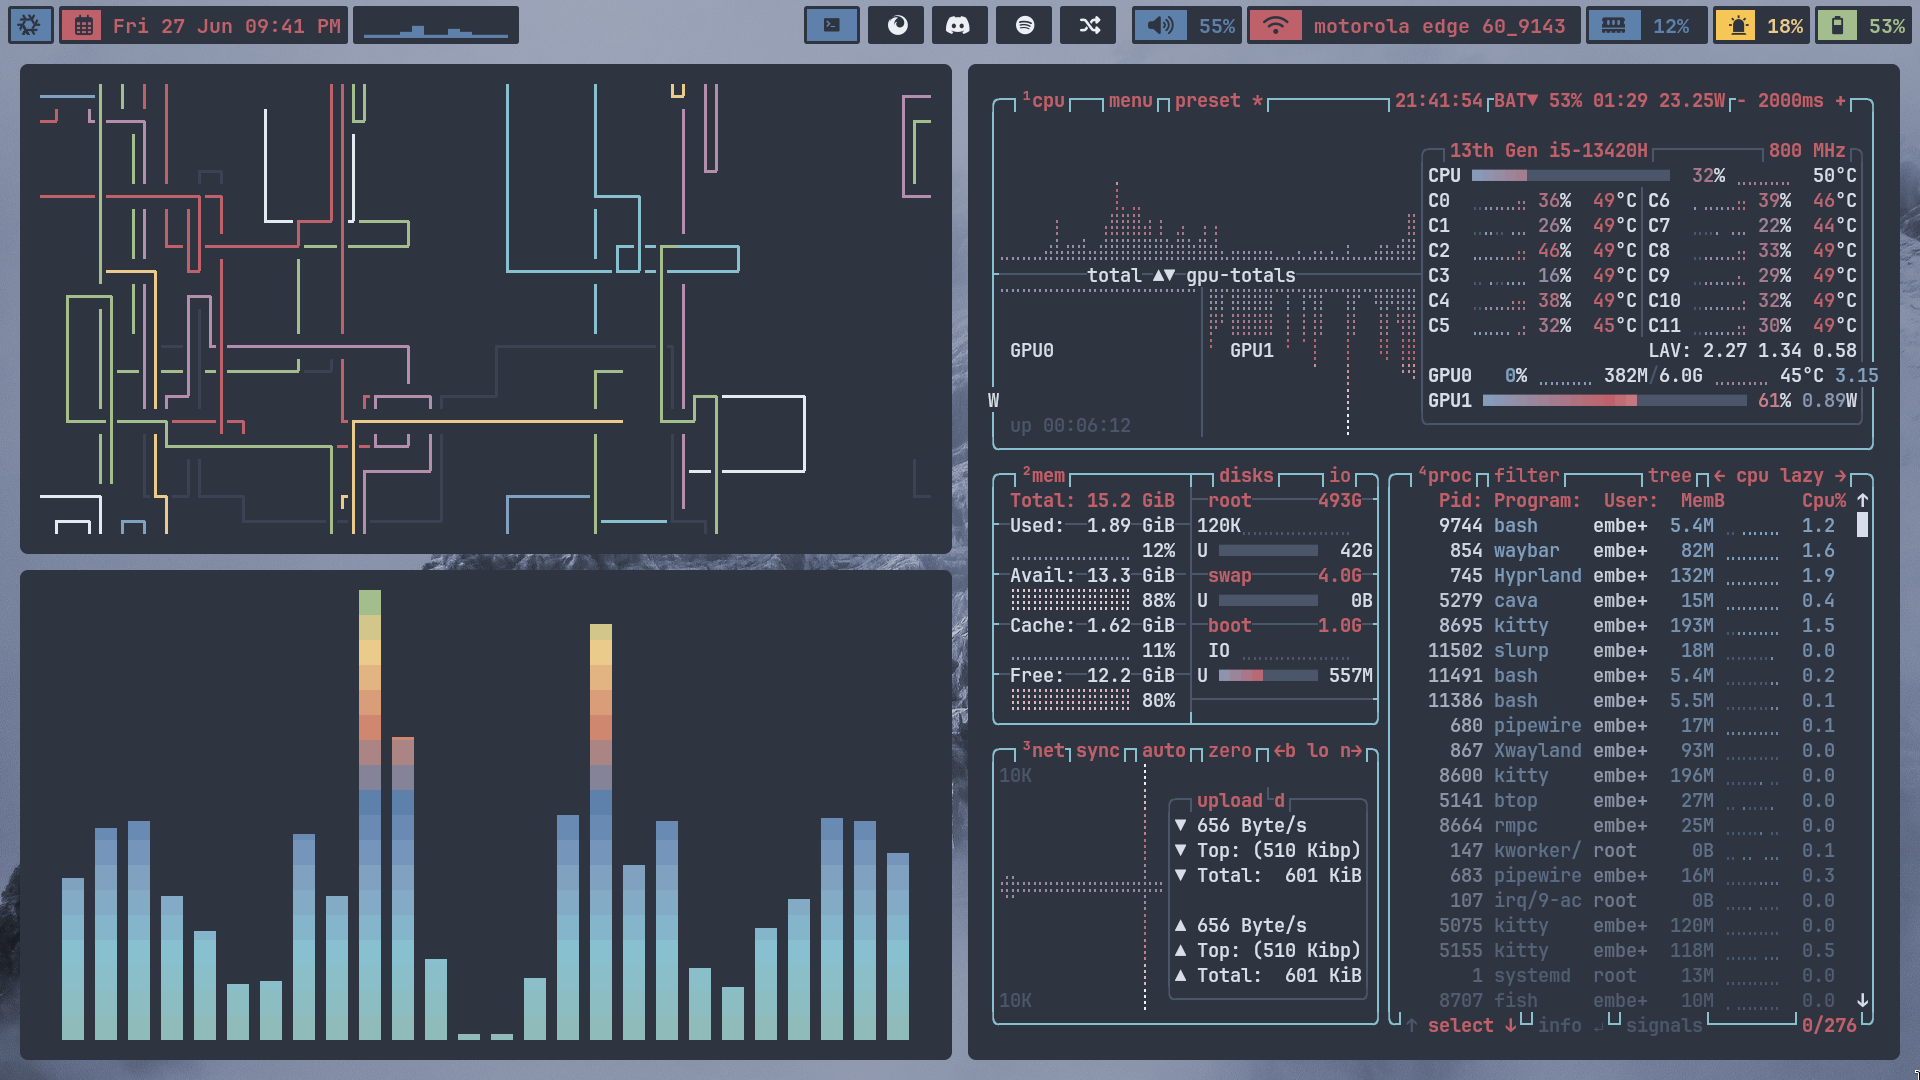 Fri 27 Jun 09:41 PM
55%
motorola edge 60_9143
12%
18%
53%
1cpu menu preset * 21:41:54 BAT▼ 53% 01:29 23.25W - 2000ms +
13th Gen i5-13420H 800 MHz
CPU 32% 50°C
C0 36% 49°C C6 39% 46°C
C1 26% 49°C C7 22% 44°C
C2 46% 49°C C8 33% 49°C
C3 16% 49°C C9 29% 49°C
C4 38% 49°C C10 32% 49°C
C5 32% 45°C C11 30% 49°C
LAV: 2.27 1.34 0.58
GPU0 0% 382M/6.0G 45°C 3.15
W
GPU1 61% 0.89W
total ▲▼ gpu-totals
GPU0 GPU1
up 00:06:12
2mem disks io
Total: 15.2 GiB
Used: 1.89 GiB
12%
Avail: 13.3 GiB
88%
Cache: 1.62 GiB
11%
Free: 12.2 GiB
80%
root 493G
120K
U 42G
swap 4.0G
U 0B
boot 1.0G
IO
U 557M
3net sync auto zero ←b lo n→
10K
upload d
▼ 656 Byte/s
▼ Top: (510 Kibp)
▼ Total: 601 KiB
▲ 656 Byte/s
▲ Top: (510 Kibp)
▲ Total: 601 KiB
10K
4proc filter tree ← cpu lazy →
Pid: Program: User: MemB Cpu% ↑
9744 bash embe+ 5.4M 1.2
854 waybar embe+ 82M 1.6
745 Hyprland embe+ 132M 1.9
5279 cava embe+ 15M 0.4
8695 kitty embe+ 193M 1.5
11502 slurp embe+ 18M 0.0
11491 bash embe+ 5.4M 0.2
11386 bash embe+ 5.5M 0.1
680 pipewire embe+ 17M 0.1
867 Xwayland embe+ 93M 0.0
8600 kitty embe+ 196M 0.0
5141 btop embe+ 27M 0.0
8664 rmpc embe+ 25M 0.0
147 kworker/ root 0B 0.1
683 pipewire embe+ 16M 0.3
107 irq/9-ac root 0B 0.0
5075 kitty embe+ 120M 0.0
5155 kitty embe+ 118M 0.5
1 systemd root 13M 0.0
8707 fish embe+ 10M 0.0 ↓
↑ select ↓ info ↲ signals 0/276